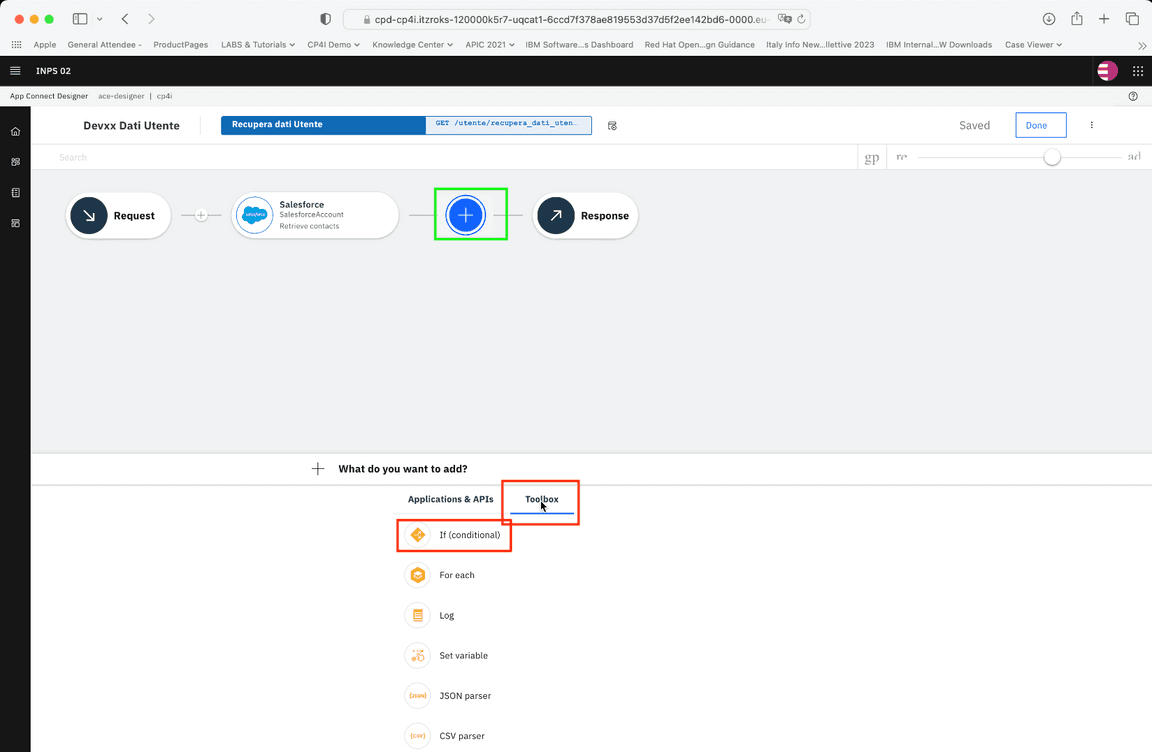 cpd-cp4i.itzroks-120000k5r7-uqcat1-6ccd7f378ae819553d37d5f2ee142bd6-0000.eu-
Apple General Attendee - ProductPages LABS & Tutorials CP4I Demo Knowledge Center APIC 2021 IBM Software...s Dashboard Red Hat Open...gn Guidance Italy Info New...llettive 2023 IBM Internal...W Downloads Case Viewer
INPS 02
App Connect Designer ace-designer | cp4i
Devxx Dati Utente Recupera dati Utente GET /utente/recupera_dati_uten... Saved Done
Search gp re ad
Request
Salesforce
SalesforceAccount
Retrieve contacts
Response
What do you want to add?
Applications & APIs Toolbox
If (conditional)
For each
Log
Set variable
{JSON} JSON parser
{CSV} CSV parser